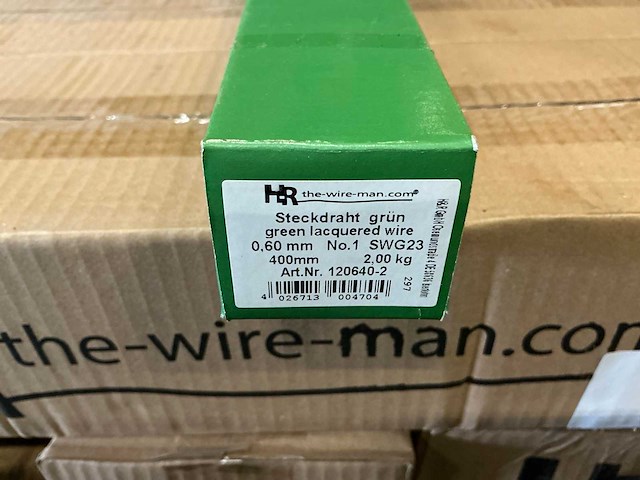 HR the-wire-man.com®
Steckdraht grün
green lacquered wire
0,60 mm No.1 SWG23
400mm 2,00 kg
Art.Nr. 120640-2
4 026713 004704
297
the-wire-man.co